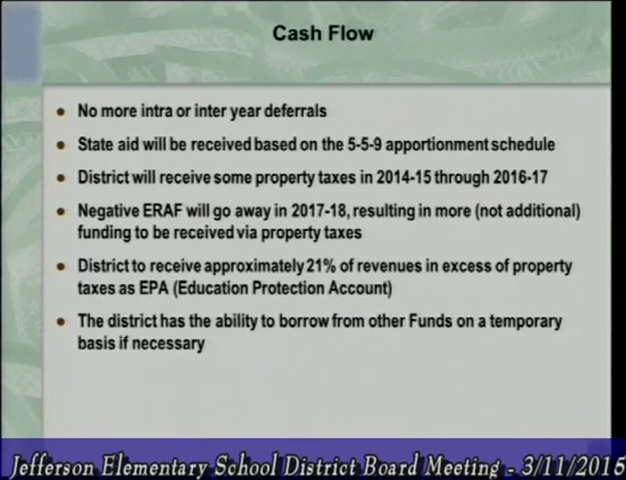 Cash Flow
• No more intra or inter year deferrals
• State aid will be received based on the 5-5-9 apportionment schedule
• District will receive some property taxes in 2014-15 through 2016-17
• Negative ERAF will go away in 2017-18, resulting in more (not additional)
funding to be received via property taxes
• District to receive approximately 21% of revenues in excess of property
taxes as EPA (Education Protection Account)
• The district has the ability to borrow from other Funds on a temporary
basis if necessary
Jefferson Elementary School District Board Meeting - 3/11/2015